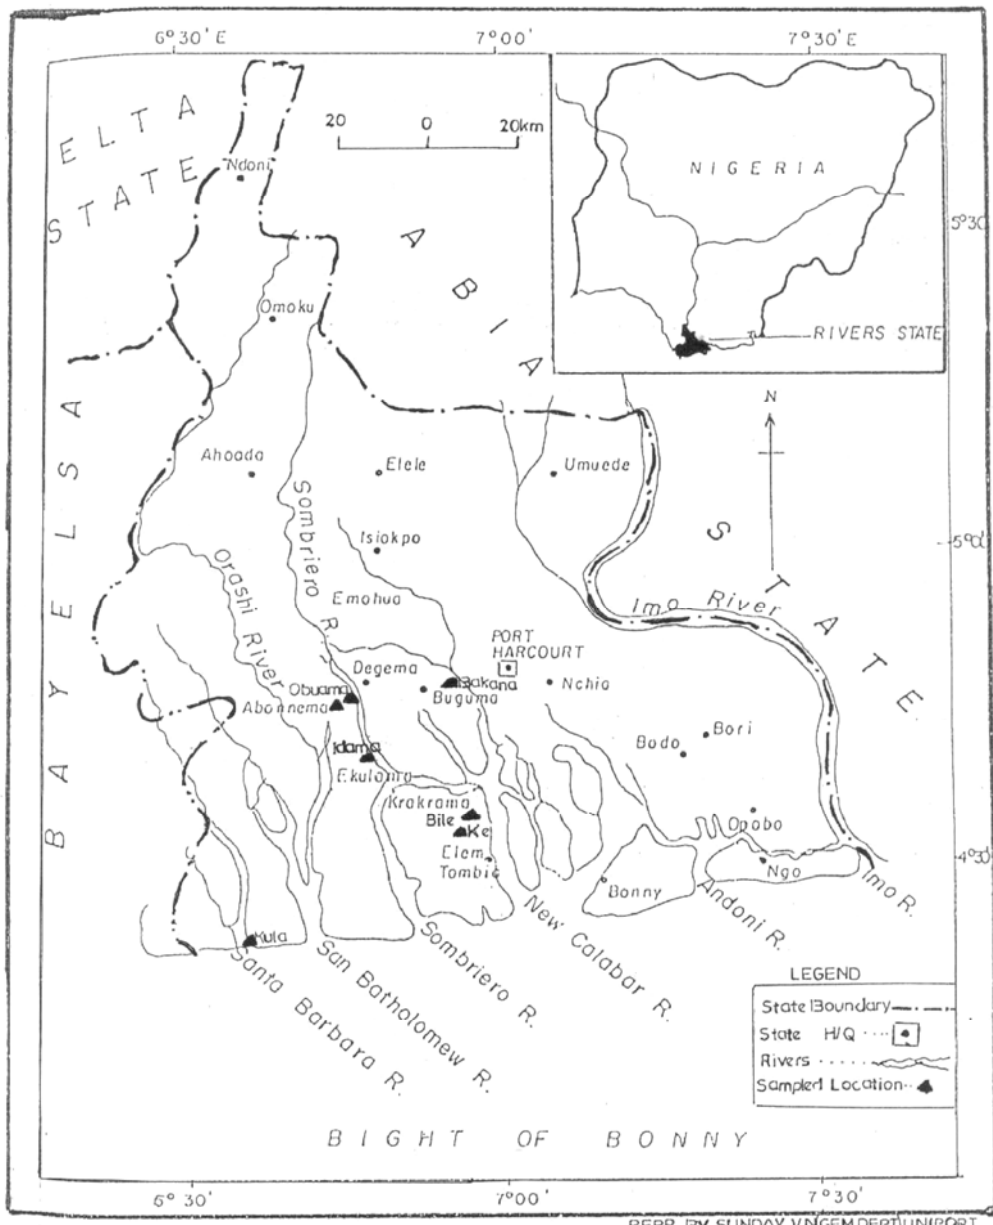 6°30'
7°00'
7°30'E
ELTA
STATE
20 0 20km
NIGERIA
RIVERS STATE
Ndoni
5°30
ABIA
Omoku
N
Ahoada
Elele
Umuede
BAYELSA
Sombriero R.
Isiokpo
STATE
5°0'
Orashi River
Emohua
Imo River
PORT
HARCOURT
Degema
Bakana
Nchia
Obuama
Buguma
Abonnema
Bori
Bodo
Idama
Ekulama
Krakrama
Opobo
Bile
Ke
Elem
Tombia
4°30'
Ngo
Bonny
Imo R.
Andoni R.
New Calabar R.
Kula
Sombriero R.
San Batholomew R.
Santa Barbara R.
LEGEND
State Boundary
State H/Q
Rivers
Sampled Location
BIGHT OF BONNY
6°30'
7°00'
7°30'